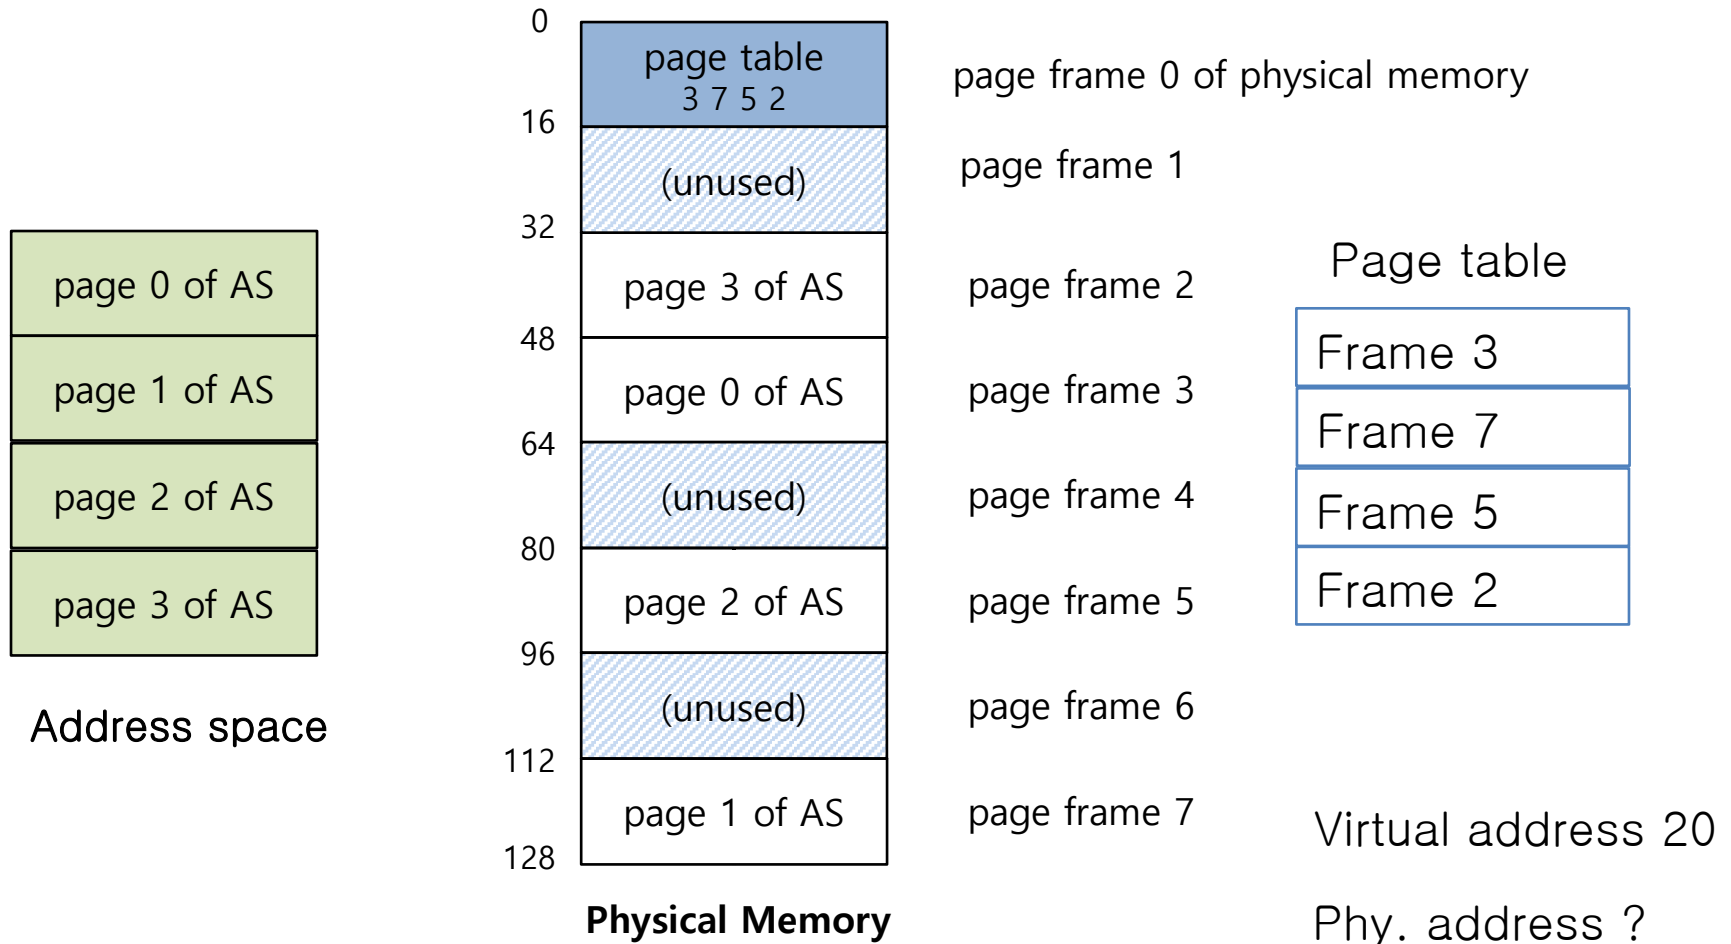 page 0 of AS
page 1 of AS
page 2 of AS
page 3 of AS
Address space
0
page table
3 7 5 2
16
(unused)
32
page 3 of AS
48
page 0 of AS
64
(unused)
80
page 2 of AS
96
(unused)
112
page 1 of AS
128
Physical Memory
page frame 0 of physical memory
page frame 1
page frame 2
page frame 3
page frame 4
page frame 5
page frame 6
page frame 7
Page table
Frame 3
Frame 7
Frame 5
Frame 2
Virtual address 20
Phy. address ?